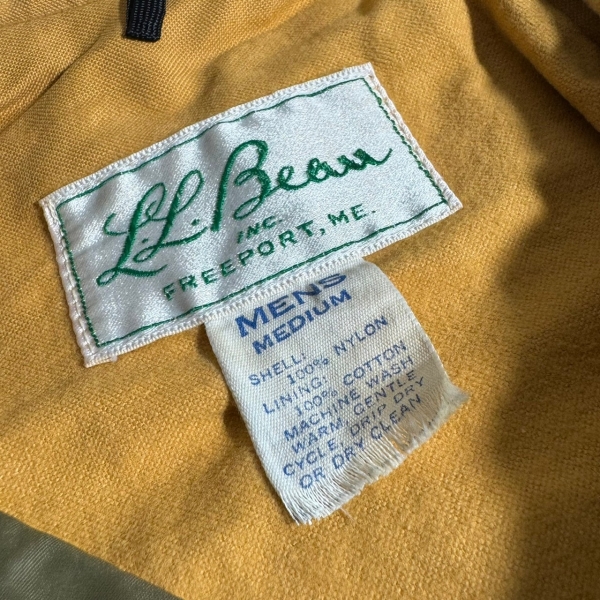 L.L. Bean
INC.
FREEPORT, ME.
MENS
MEDIUM
SHELL:
100% NYLON
LINING:
100% COTTON
MACHINE WASH
WARM, GENTLE
CYCLE, DRIP DRY
OR DRY CLEAN